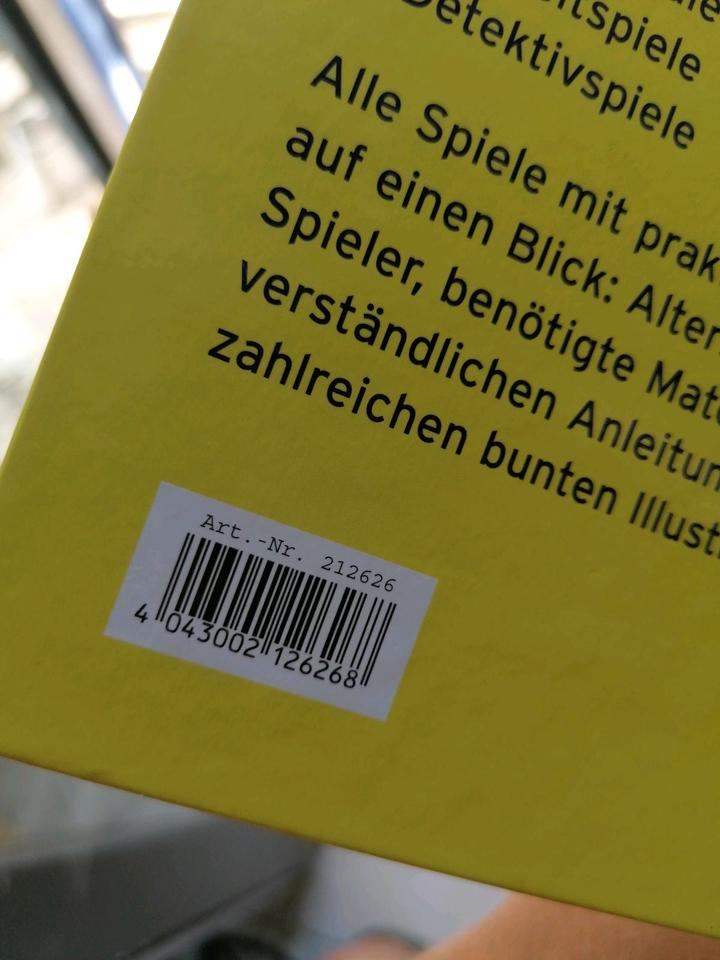 Detektivspiele
Alle Spiele mit
auf einen Blick:
Spieler, benötigte
verständlichen
zahlreichen bunten
Art.-Nr. 212626
4 043002 126268